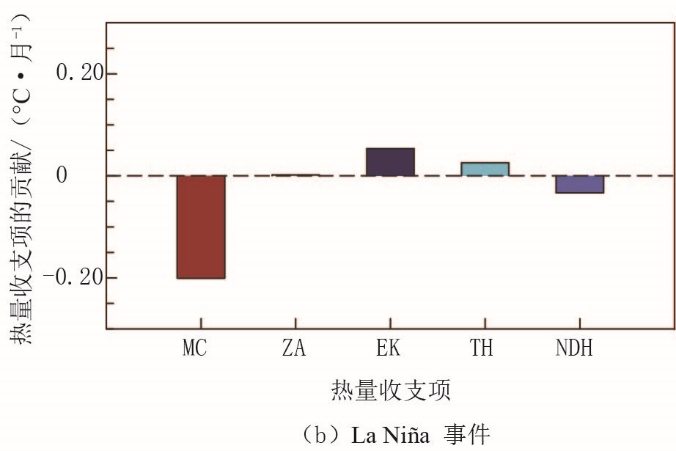 热量收支项的贡献/（°C·月⁻¹）
0.20
0
-0.20
MC ZA EK TH NDH
热量收支项
（b）La Niña 事件